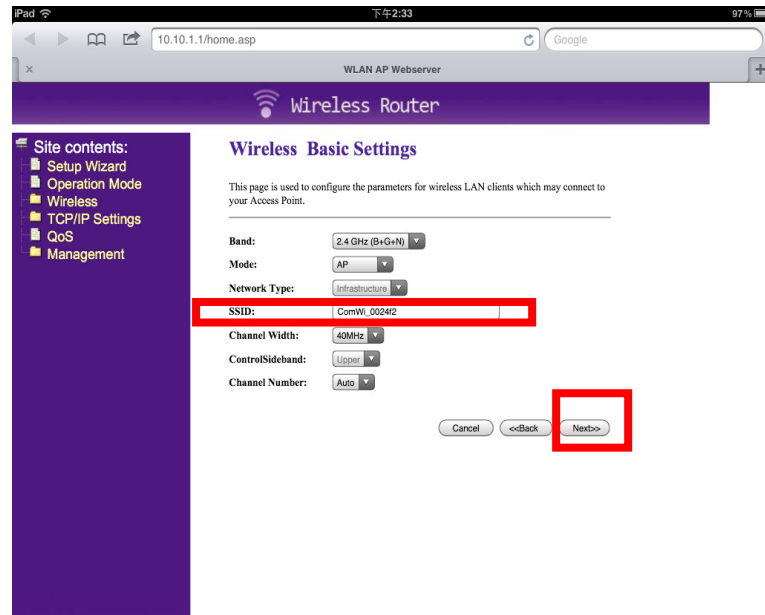 iPad 下午2:33 97%
10.10.1.1/home.asp Google
WLAN AP Webserver
Wireless Router
Site contents:
Setup Wizard
Operation Mode
Wireless
TCP/IP Settings
QoS
Management
Wireless Basic Settings
This page is used to configure the parameters for wireless LAN clients which may connect to
your Access Point.
Band: 2.4 GHz (B+G+N)
Mode: AP
Network Type: Infrastructure
SSID: ComWi_0024f2
Channel Width: 40MHz
ControlSideband: Upper
Channel Number: Auto
Cancel <<Back Next>>